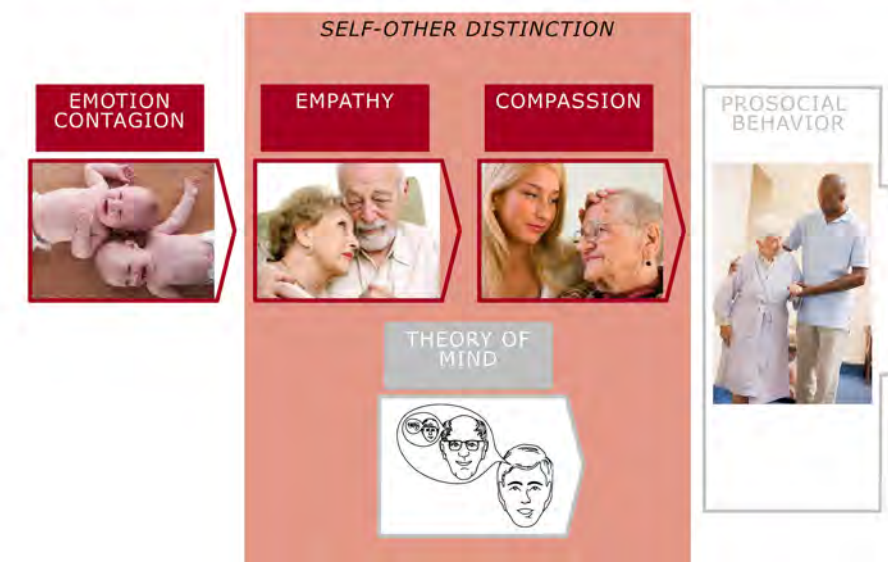 SELF-OTHER DISTINCTION
EMOTION
CONTAGION
EMPATHY
COMPASSION
PROSOCIAL
BEHAVIOR
THEORY OF
MIND